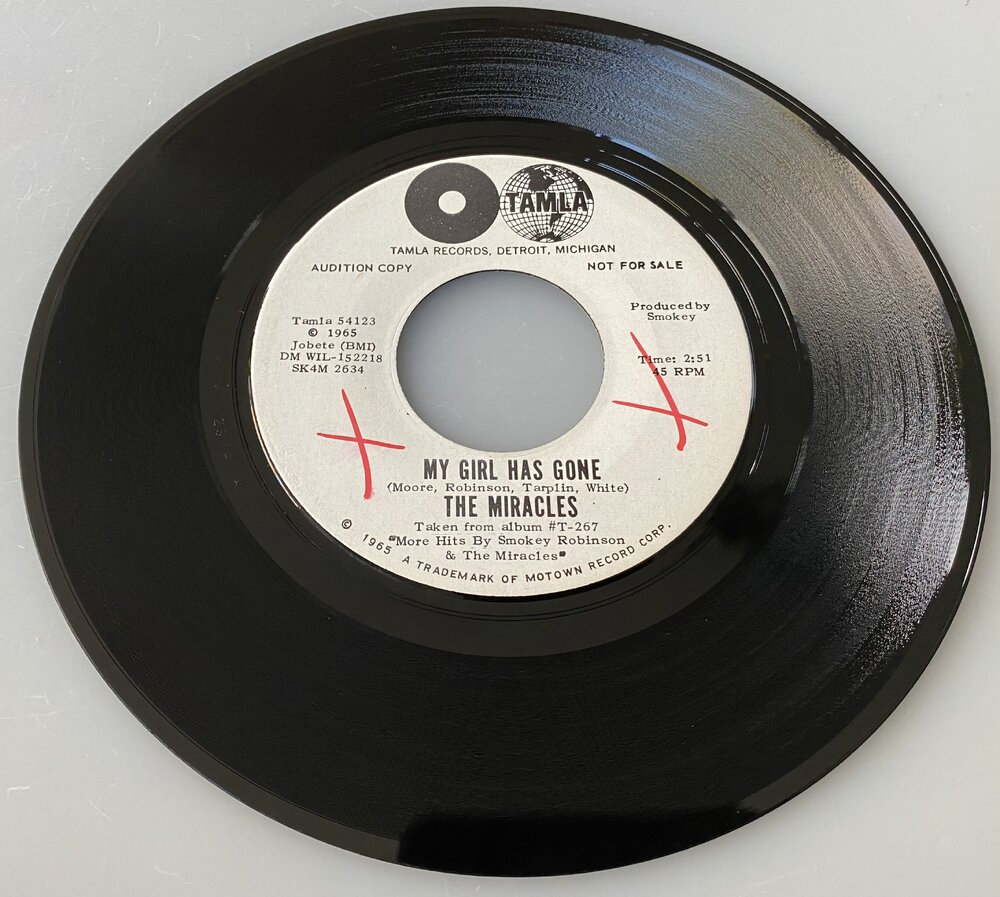 TAMLA
TAMLA RECORDS, DETROIT, MICHIGAN
AUDITION COPY
NOT FOR SALE
Produced by
Smokey
Tamla 54123
© 1965
Jobete (BMI)
DM WIL-152218
SK4M 2634
Time: 2:51
45 RPM
MY GIRL HAS GONE
(Moore, Robinson, Tarplin, White)
THE MIRACLES
Taken from album #T-267
"More Hits By Smokey Robinson
& The Miracles"
© 1965 A TRADEMARK OF MOTOWN RECORD CORP.